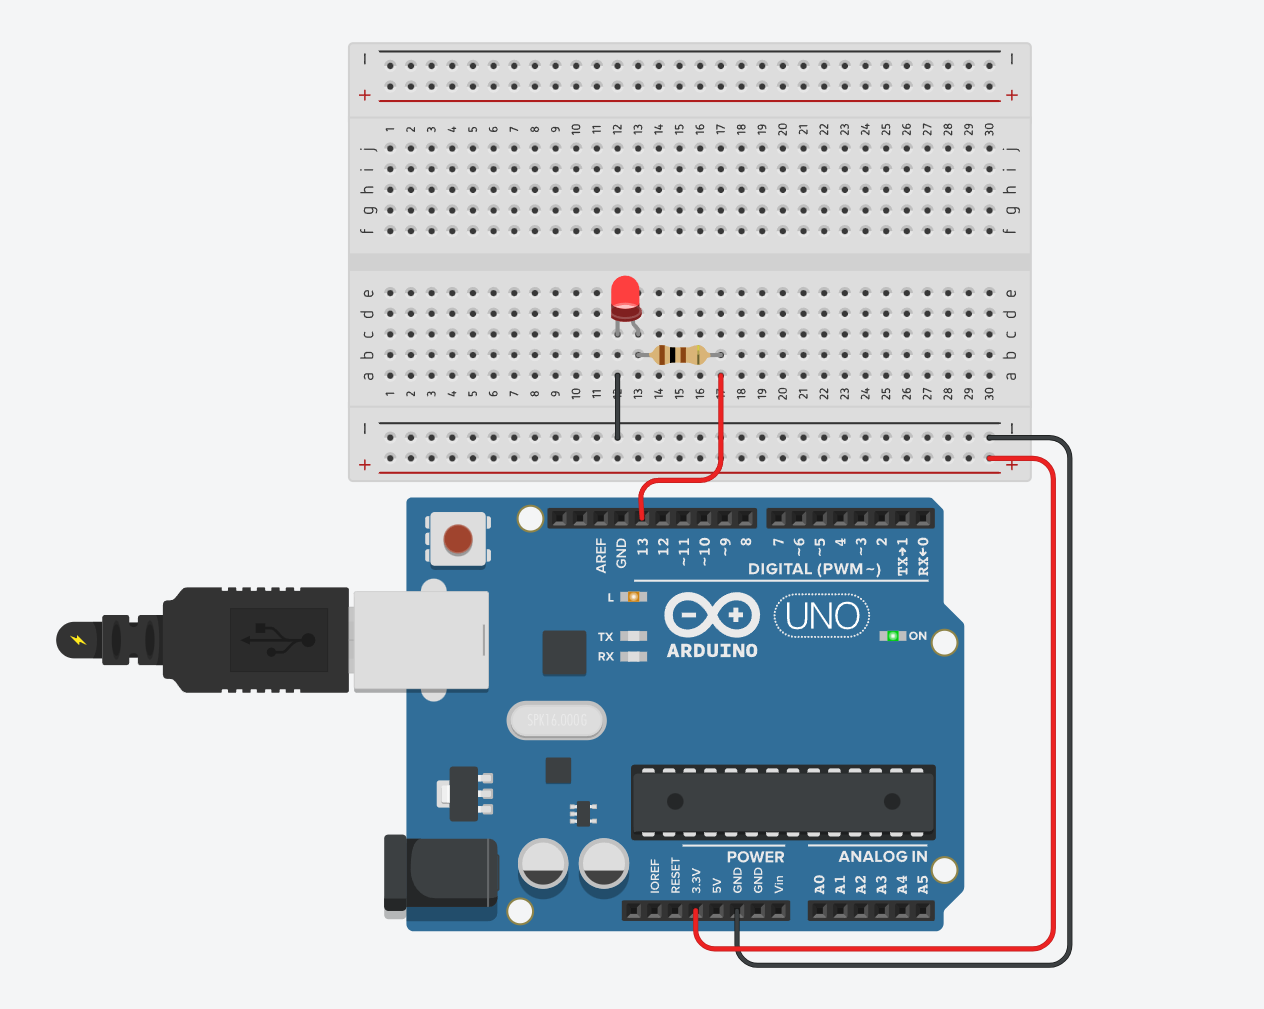 − −
+ +
1 2 3 4 5 6 7 8 9 10 11 12 13 14 15 16 17 18 19 20 21 22 23 24 25 26 27 28 29 30
j j
i i
h h
g g
f f
e e
d d
c c
b b
a a
1 2 3 4 5 6 7 8 9 10 11 12 13 14 15 16 17 18 19 20 21 22 23 24 25 26 27 28 29 30
− −
+ +
AREF GND 13 12 ~11 ~10 ~9 8 7 ~6 ~5 4 ~3 2 TX→1 RX←0
DIGITAL (PWM ~)
L
UNO
TX
ON
RX
ARDUINO
SPK16.000G
POWER
ANALOG IN
IOREF RESET 3.3V 5V GND GND Vin A0 A1 A2 A3 A4 A5